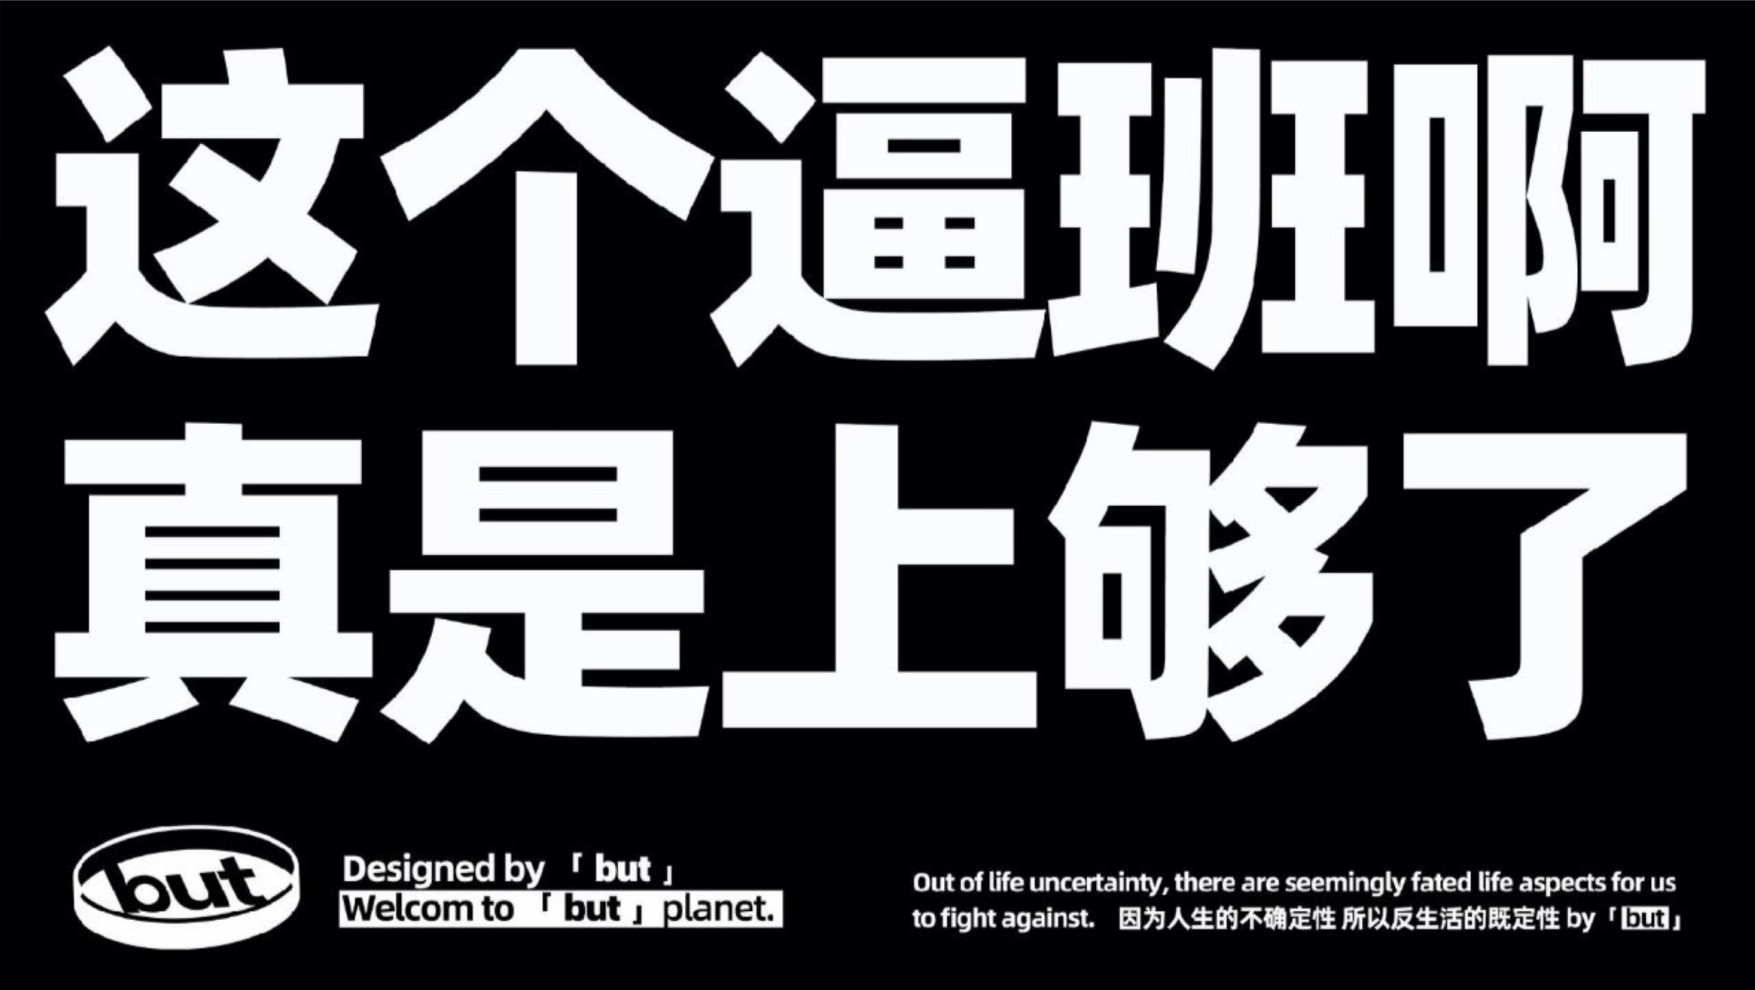 这个逼班啊
真是上够了
but
Designed by「but」
Welcom to「but」planet.
Out of life uncertainty, there are seemingly fated life aspects for us
to fight against. 因为人生的不确定性 所以反生活的既定性 by「but」